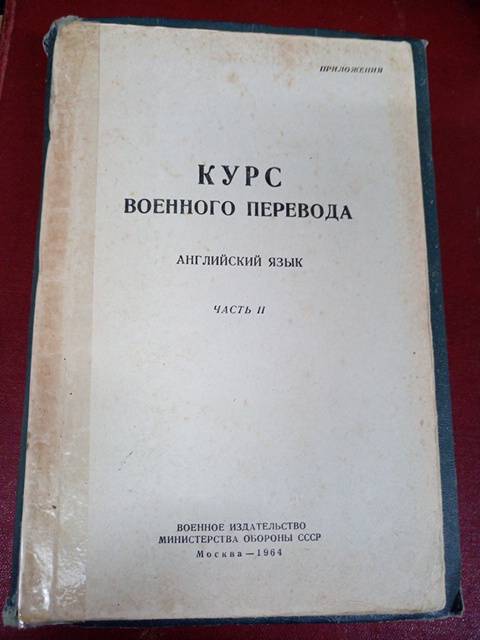 ПРИЛОЖЕНИЯ
КУРС
ВОЕННОГО ПЕРЕВОДА
АНГЛИЙСКИЙ ЯЗЫК
ЧАСТЬ II
ВОЕННОЕ ИЗДАТЕЛЬСТВО
МИНИСТЕРСТВА ОБОРОНЫ СССР
Москва — 1964